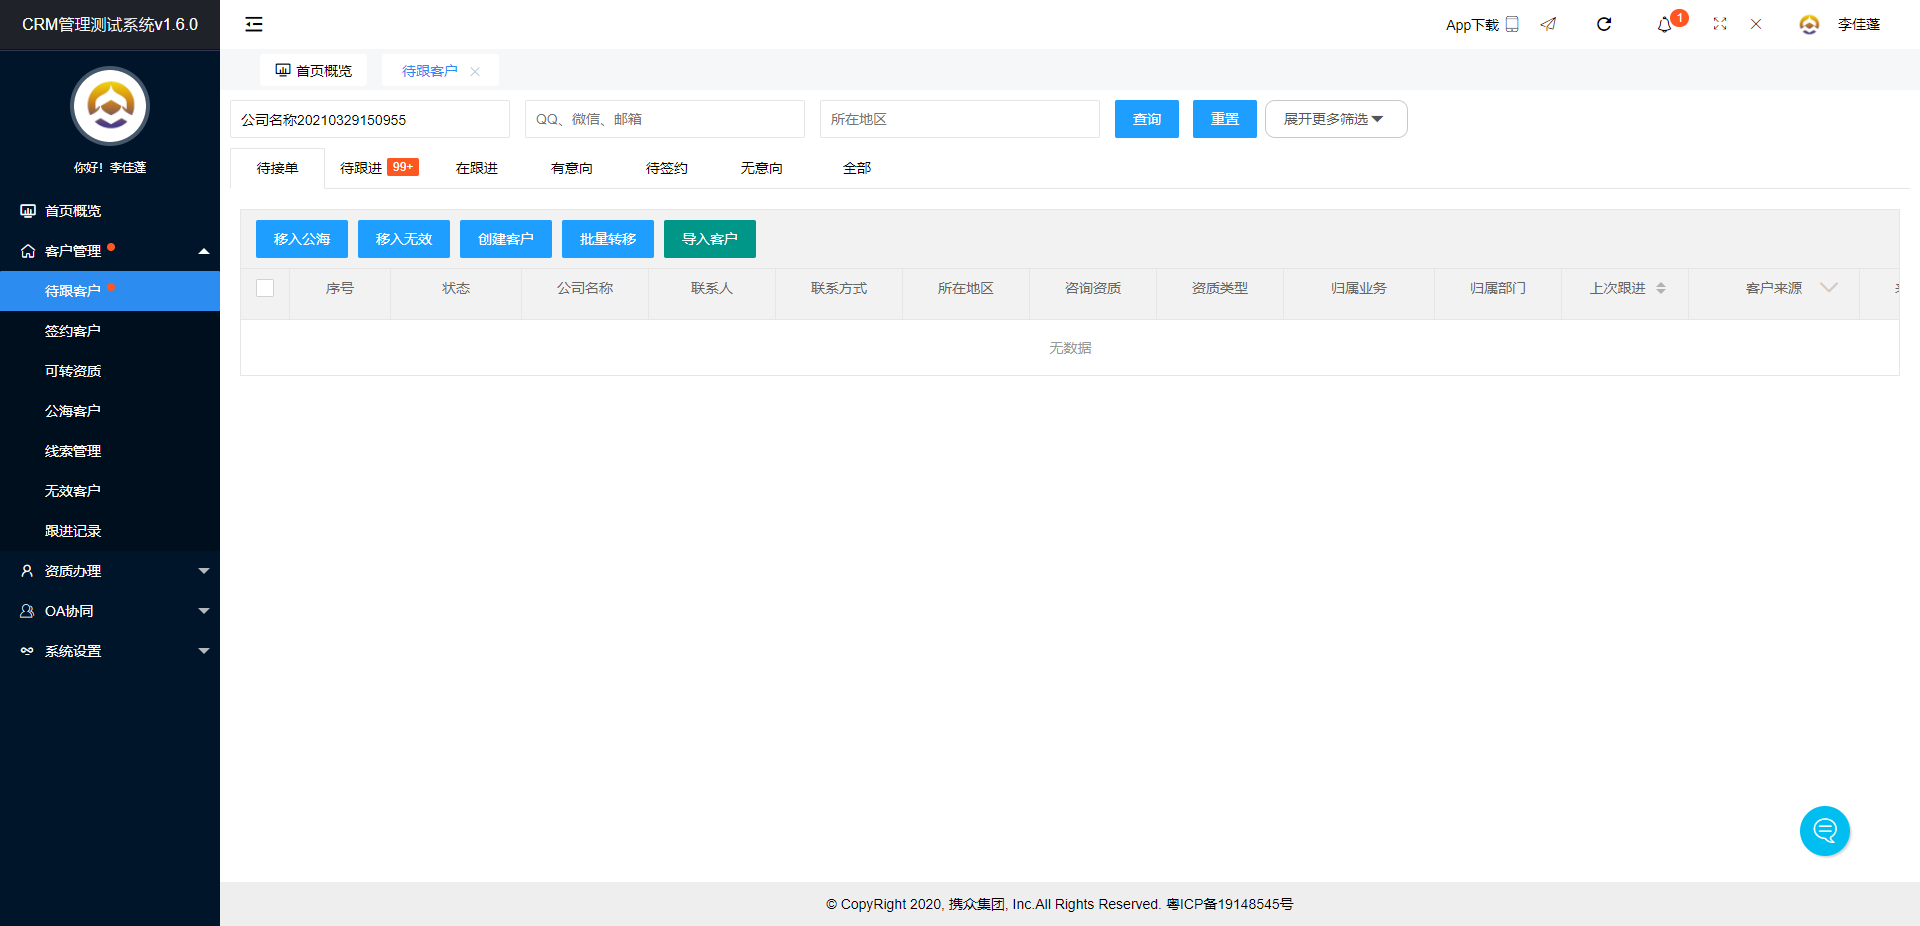 CRM管理测试系统v1.6.0
App下载
1
李佳蓬
你好！李佳蓬
首页概览
客户管理
待跟客户
签约客户
可转资质
公海客户
线索管理
无效客户
跟进记录
资质办理
OA协同
系统设置
首页概览 待跟客户
公司名称20210329150955 QQ、微信、邮箱 所在地区 查询 重置 展开更多筛选
待接单 待跟进 99+ 在跟进 有意向 待签约 无意向 全部
移入公海 移入无效 创建客户 批量转移 导入客户
序号 状态 公司名称 联系人 联系方式 所在地区 咨询资质 资质类型 归属业务 归属部门 上次跟进 客户来源
无数据
© CopyRight 2020, 携众集团, Inc.All Rights Reserved. 粤ICP备19148545号